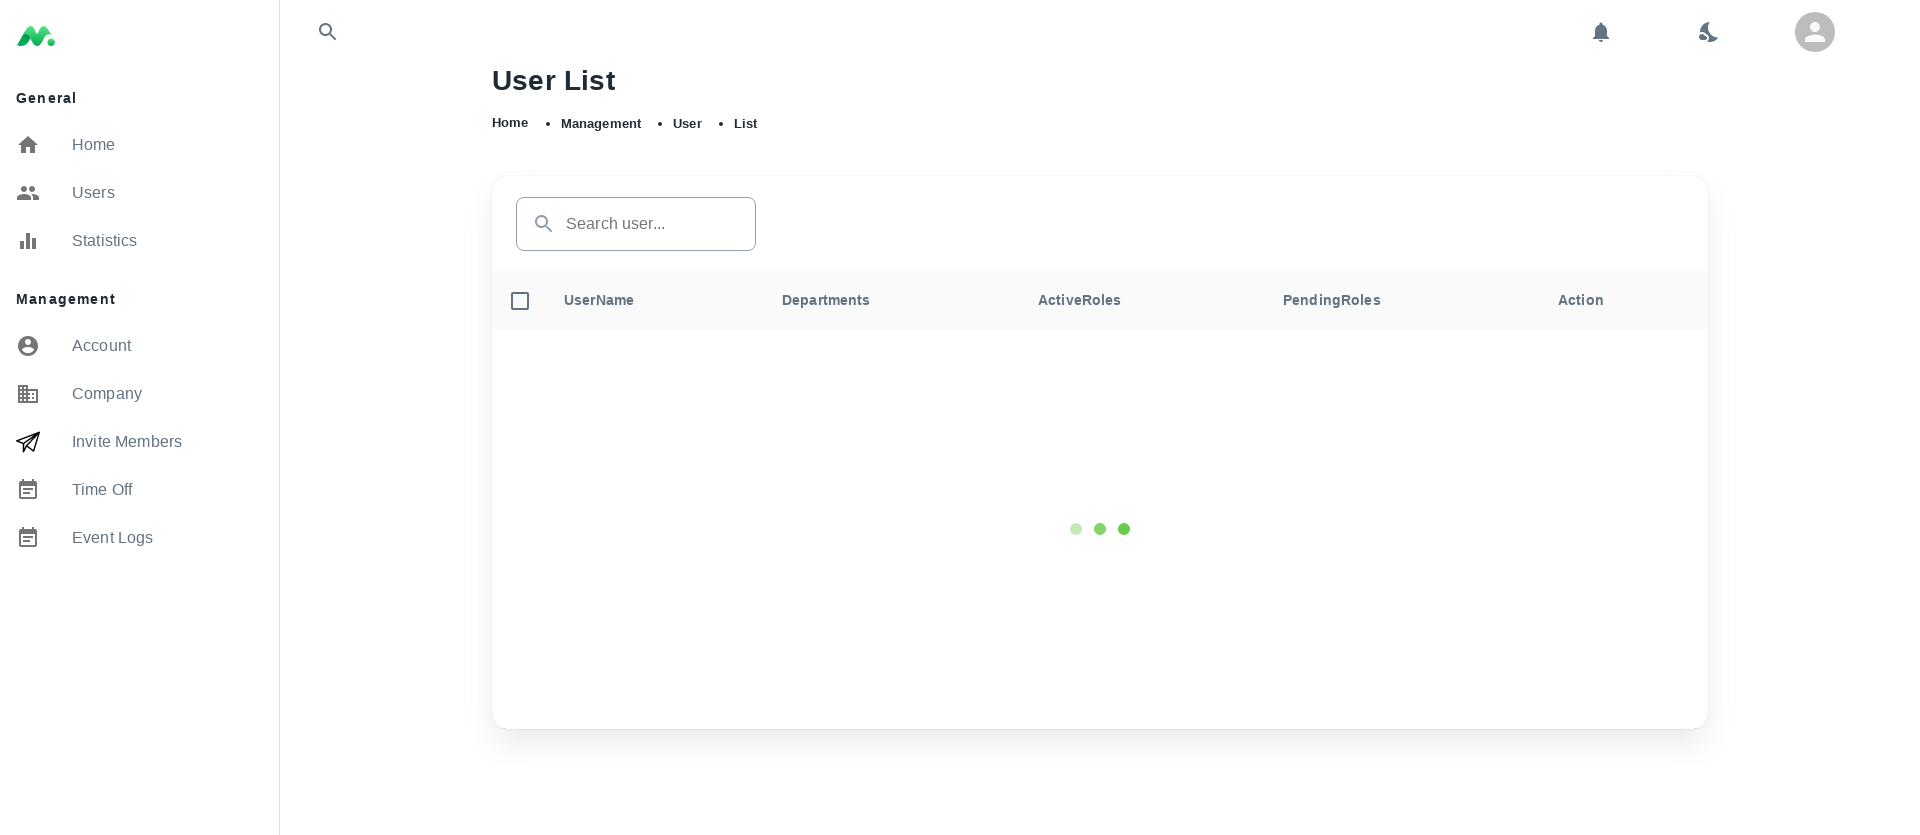 General
Home
Users
Statistics
Management
Account
Company
Invite Members
Time Off
Event Logs
User List
Home • Management • User • List
Search user...
UserName Departments ActiveRoles PendingRoles Action